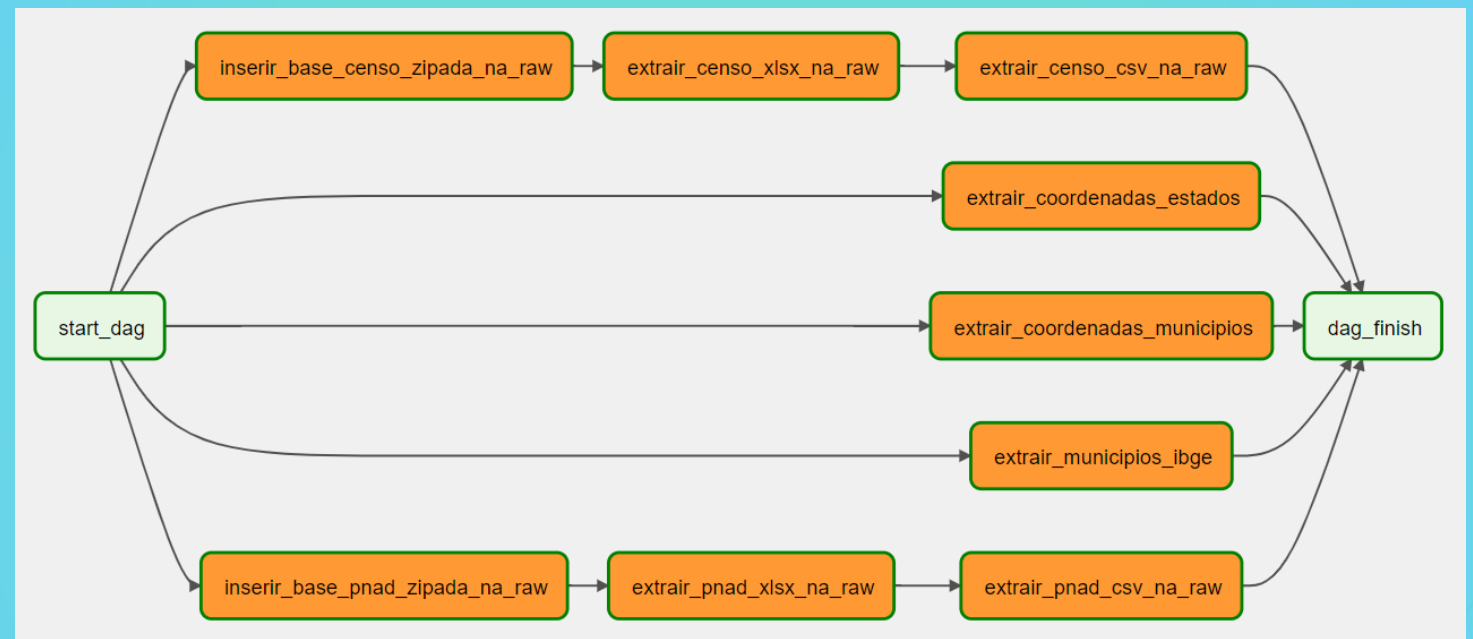 inserir_base_censo_zipada_na_raw
extrair_censo_xlsx_na_raw
extrair_censo_csv_na_raw
extrair_coordenadas_estados
start_dag
extrair_coordenadas_municipios
dag_finish
extrair_municipios_ibge
inserir_base_pnad_zipada_na_raw
extrair_pnad_xlsx_na_raw
extrair_pnad_csv_na_raw